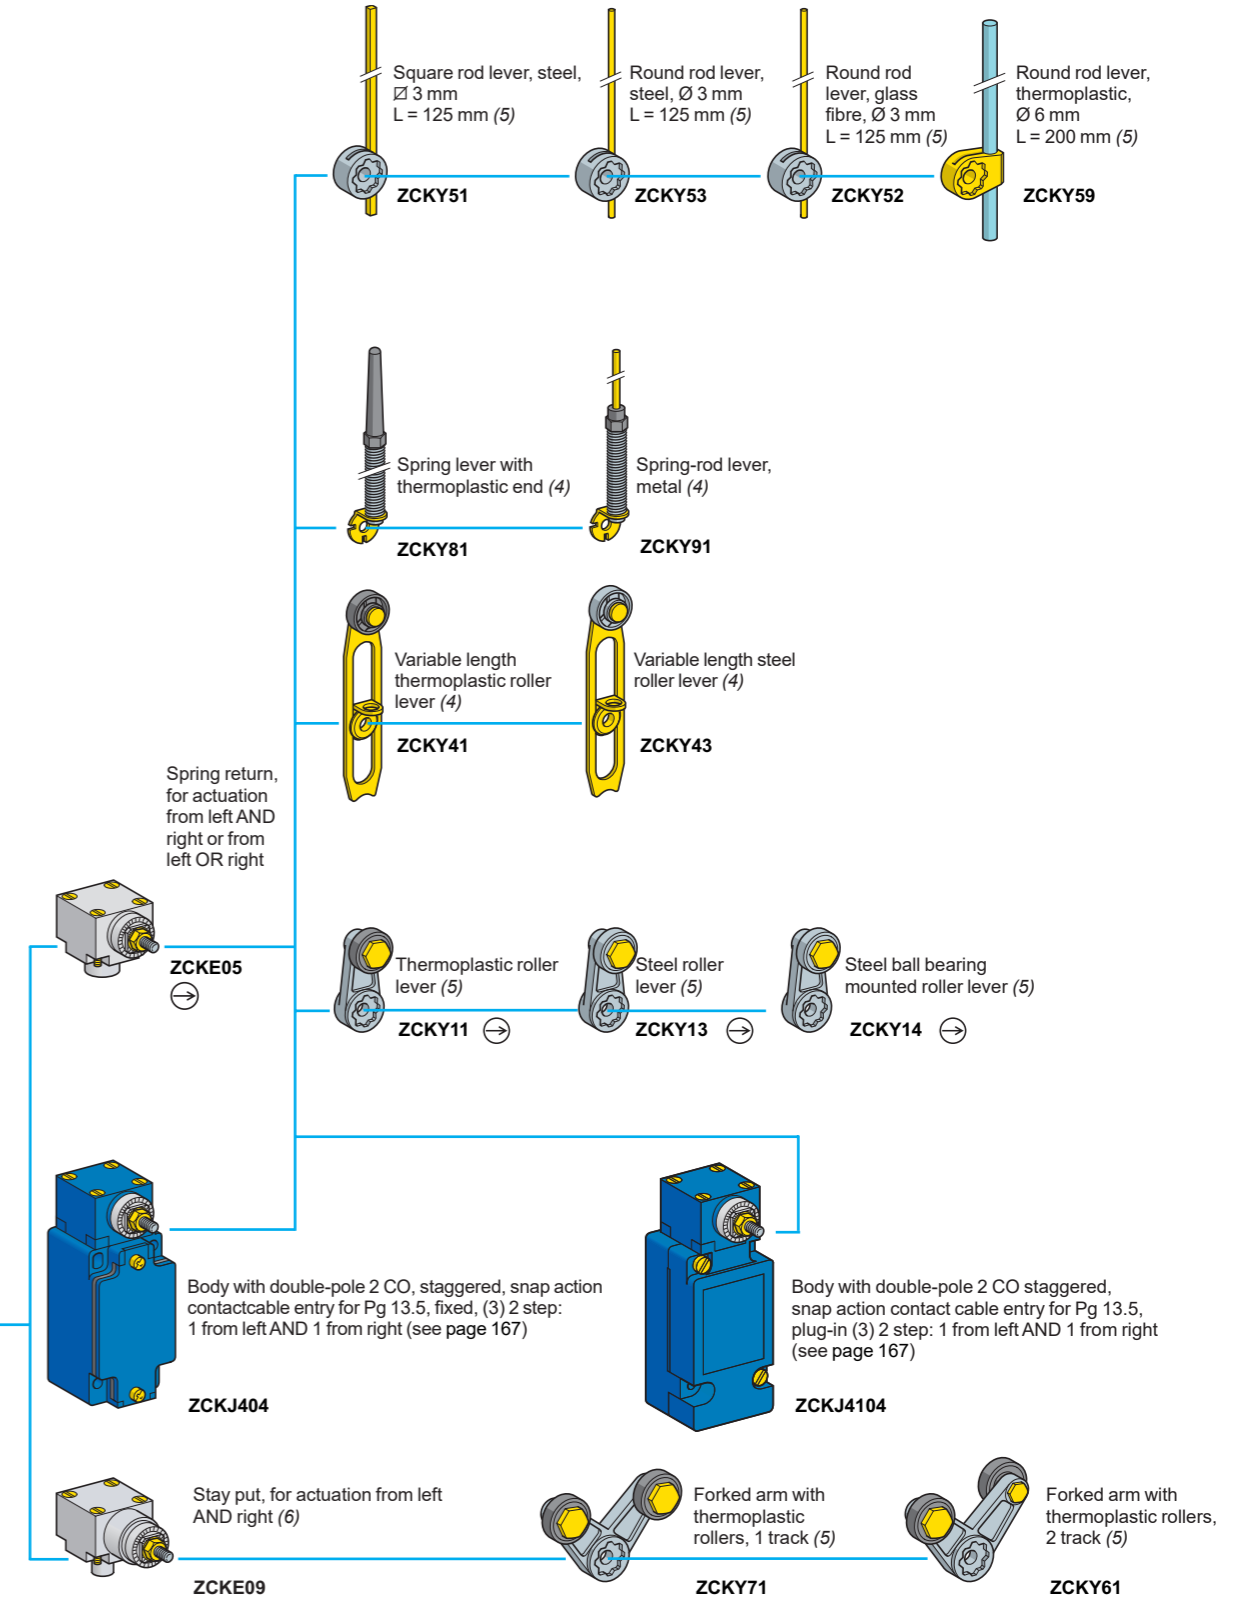 Square rod lever, steel,
⌀ 3 mm
L = 125 mm (5)
ZCKY51
Round rod lever,
steel, Ø 3 mm
L = 125 mm (5)
ZCKY53
Round rod
lever, glass
fibre, Ø 3 mm
L = 125 mm (5)
ZCKY52
Round rod lever,
thermoplastic,
Ø 6 mm
L = 200 mm (5)
ZCKY59
Spring lever with
thermoplastic end (4)
ZCKY81
Spring-rod lever,
metal (4)
ZCKY91
Variable length
thermoplastic roller
lever (4)
ZCKY41
Variable length steel
roller lever (4)
ZCKY43
Spring return,
for actuation
from left AND
right or from
left OR right
ZCKE05
Thermoplastic roller
lever (5)
ZCKY11
Steel roller
lever (5)
ZCKY13
Steel ball bearing
mounted roller lever (5)
ZCKY14
Body with double-pole 2 CO, staggered, snap action
contactcable entry for Pg 13.5, fixed, (3) 2 step:
1 from left AND 1 from right (see page 167)
ZCKJ404
Body with double-pole 2 CO staggered,
snap action contact cable entry for Pg 13.5,
plug-in (3) 2 step: 1 from left AND 1 from right
(see page 167)
ZCKJ4104
Stay put, for actuation from left
AND right (6)
ZCKE09
Forked arm with
thermoplastic
rollers, 1 track (5)
ZCKY71
Forked arm with
thermoplastic rollers,
2 track (5)
ZCKY61